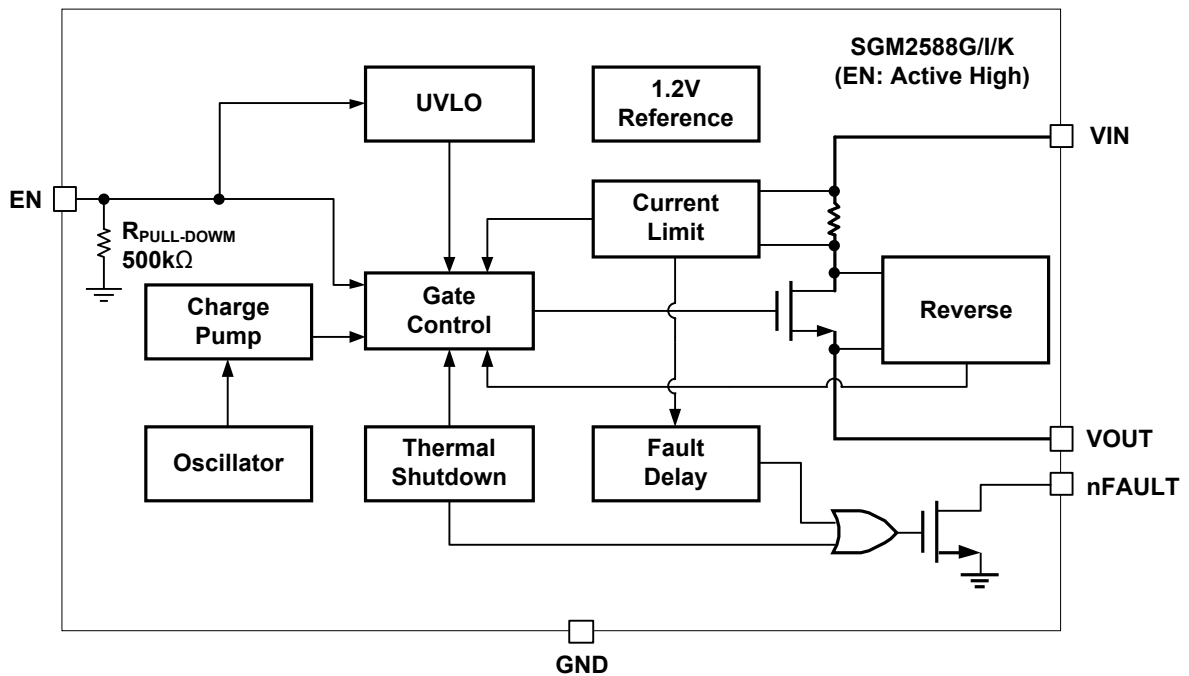 SGM2588G/I/K
(EN: Active High)
UVLO
1.2V
Reference
VIN
EN
RPULL-DOWM
500kΩ
Current
Limit
Charge
Pump
Gate
Control
Reverse
Oscillator
Thermal
Shutdown
Fault
Delay
VOUT
nFAULT
GND